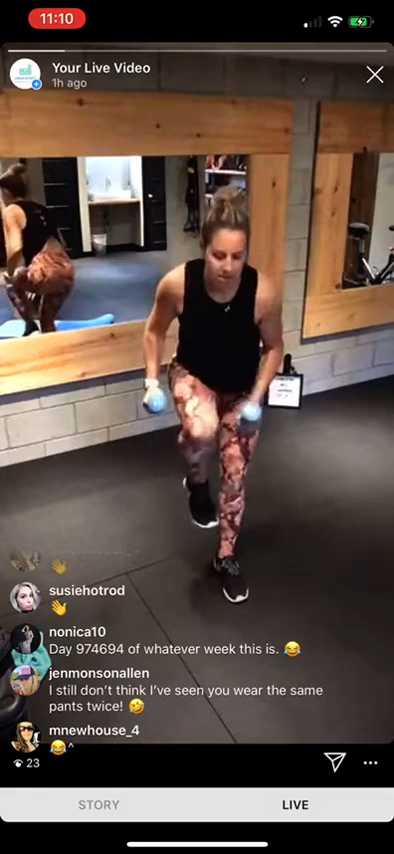 11:10
Your Live Video
1h ago
susiehotrod
👋
nonica10
Day 974694 of whatever week this is. 😂
jenmonsonallen
I still don't think I've seen you wear the same
pants twice! 🤣
mnewhouse_4
😂^
23
STORY
LIVE